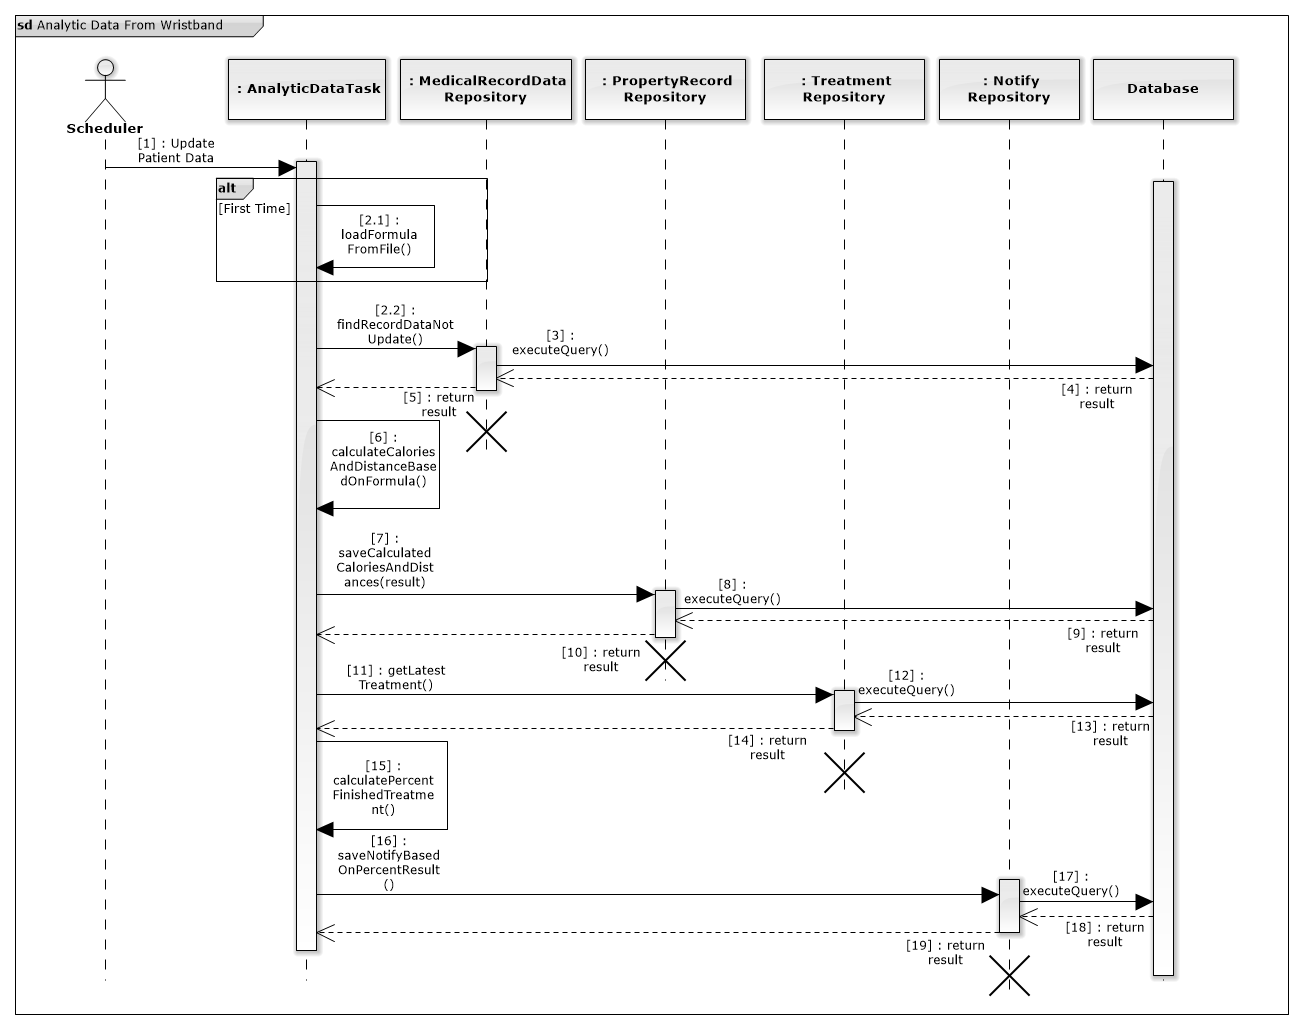 sd Analytic Data From Wristband
Scheduler
: AnalyticDataTask
: MedicalRecordData
Repository
: PropertyRecord
Repository
: Treatment
Repository
: Notify
Repository
Database
[1] : Update
Patient Data
alt
[First Time]
[2.1] :
loadFormula
FromFile()
[2.2] :
findRecordDataNot
Update()
[3] :
executeQuery()
[4] : return
result
[5] : return
result
[6] :
calculateCalories
AndDistanceBase
dOnFormula()
[7] :
saveCalculated
CaloriesAndDist
ances(result)
[8] :
executeQuery()
[9] : return
result
[10] : return
result
[11] : getLatest
Treatment()
[12] :
executeQuery()
[13] : return
result
[14] : return
result
[15] :
calculatePercent
FinishedTreatme
nt()
[16] :
saveNotifyBased
OnPercentResult
()
[17] :
executeQuery()
[18] : return
result
[19] : return
result